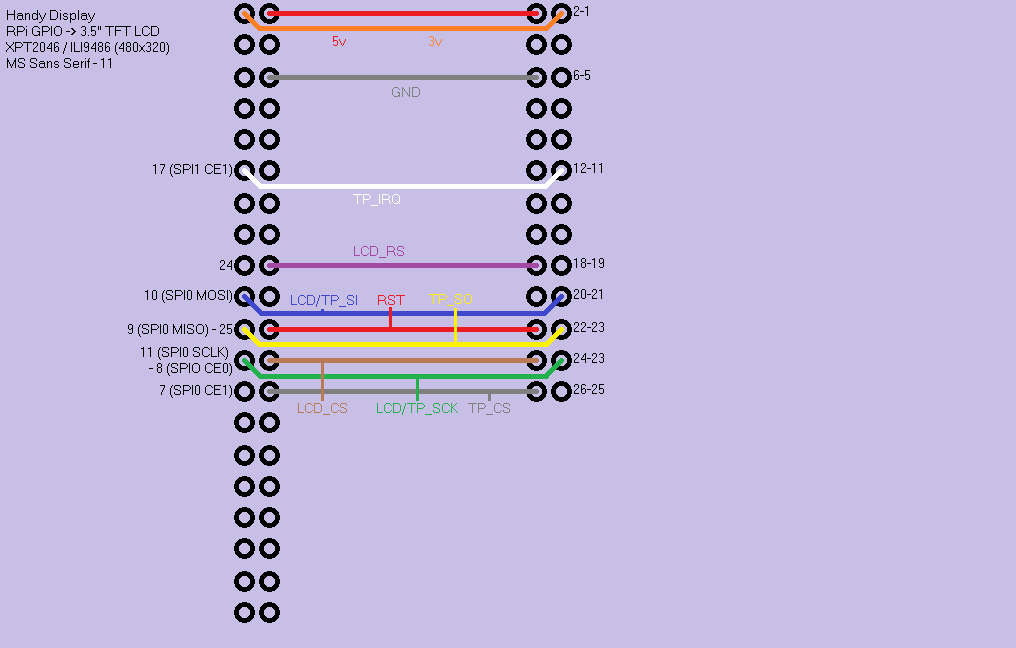 Handy Display
RPi GPIO -> 3.5" TFT LCD
XPT2046 / ILI9486 (480x320)
MS Sans Serif - 11
2-1
5v
3v
6-5
GND
17 (SPI1 CE1)
12-11
TP_IRQ
LCD_RS
24
18-19
10 (SPI0 MOSI)
LCD/TP_SI
RST
TP_SO
20-21
9 (SPI0 MISO) - 25
22-23
11 (SPI0 SCLK)
- 8 (SPIO CE0)
24-23
7 (SPI0 CE1)
26-25
LCD_CS
LCD/TP_SCK
TP_CS